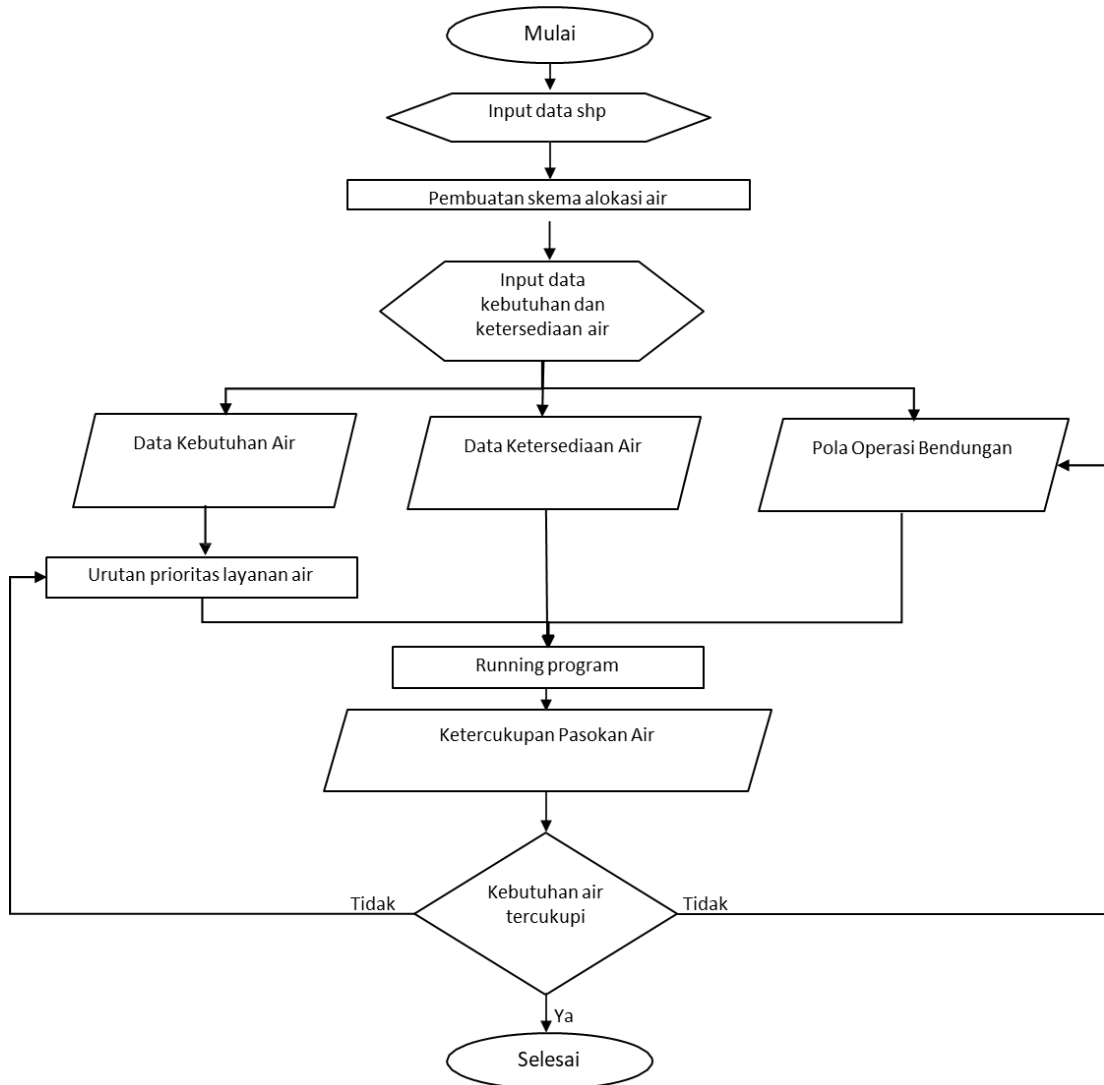 Mulai
Input data shp
Pembuatan skema alokasi air
Input data
kebutuhan dan
ketersediaan air
Data Kebutuhan Air
Data Ketersediaan Air
Pola Operasi Bendungan
Urutan prioritas layanan air
Running program
Ketercukupan Pasokan Air
Kebutuhan air
tercukupi
Tidak
Tidak
Ya
Selesai